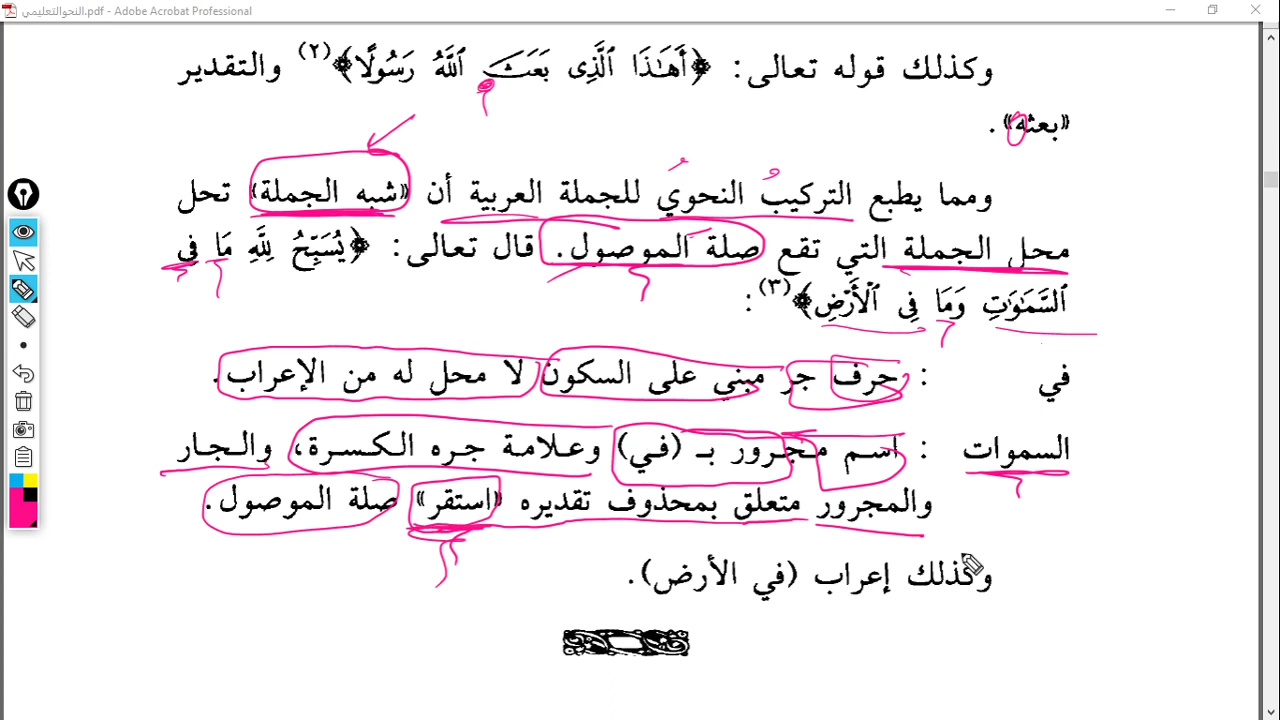 النحوالتعليمي.pdf - Adobe Acrobat Professional
وكذلك قوله تعالى: ﴿أَهَٰذَا ٱلَّذِى بَعَثَ ٱللَّهُ رَسُولًا﴾(٢) والتقدير
«بعثه».
ومما يطبع التركيبُ النحويُ للجملة العربية أن «شبه الجملة» تحل
محل الجملة التي تقع صلة الموصول. قال تعالى: ﴿يُسَبِّحُ لِلَّهِ مَا فِى
ٱلسَّمَٰوَٰتِ وَمَا فِى ٱلْأَرْضِ﴾(٣):
في : حرف جر مبني على السكون لا محل له من الإعراب.
السموات : اسم مجرور بـ (في) وعلامة جره الكسرة، والجار
والمجرور متعلق بمحذوف تقديره «استقر» صلة الموصول.
وكذلك إعراب (في الأرض).